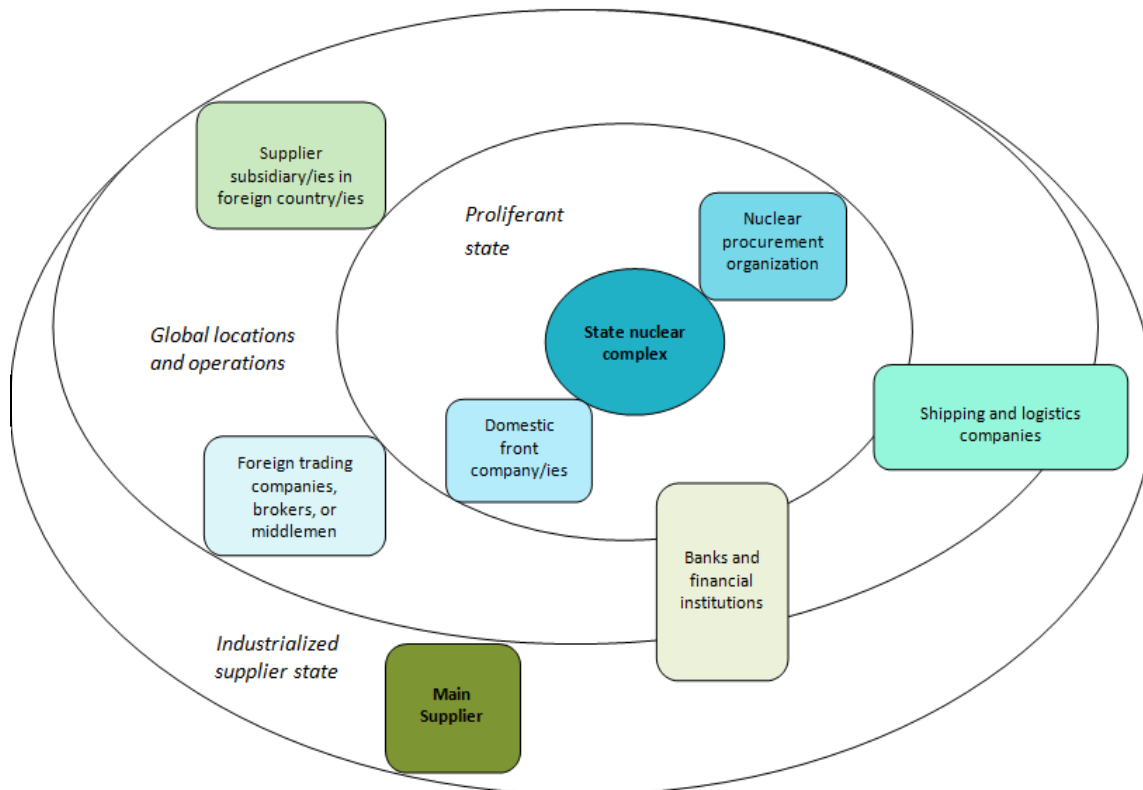 Supplier
subsidiary/ies in
foreign country/ies
Proliferant
state
Nuclear
procurement
organization
Global locations
and operations
State nuclear
complex
Shipping and logistics
companies
Domestic
front
company/ies
Foreign trading
companies,
brokers, or
middlemen
Banks and
financial
institutions
Industrialized
supplier state
Main
Supplier